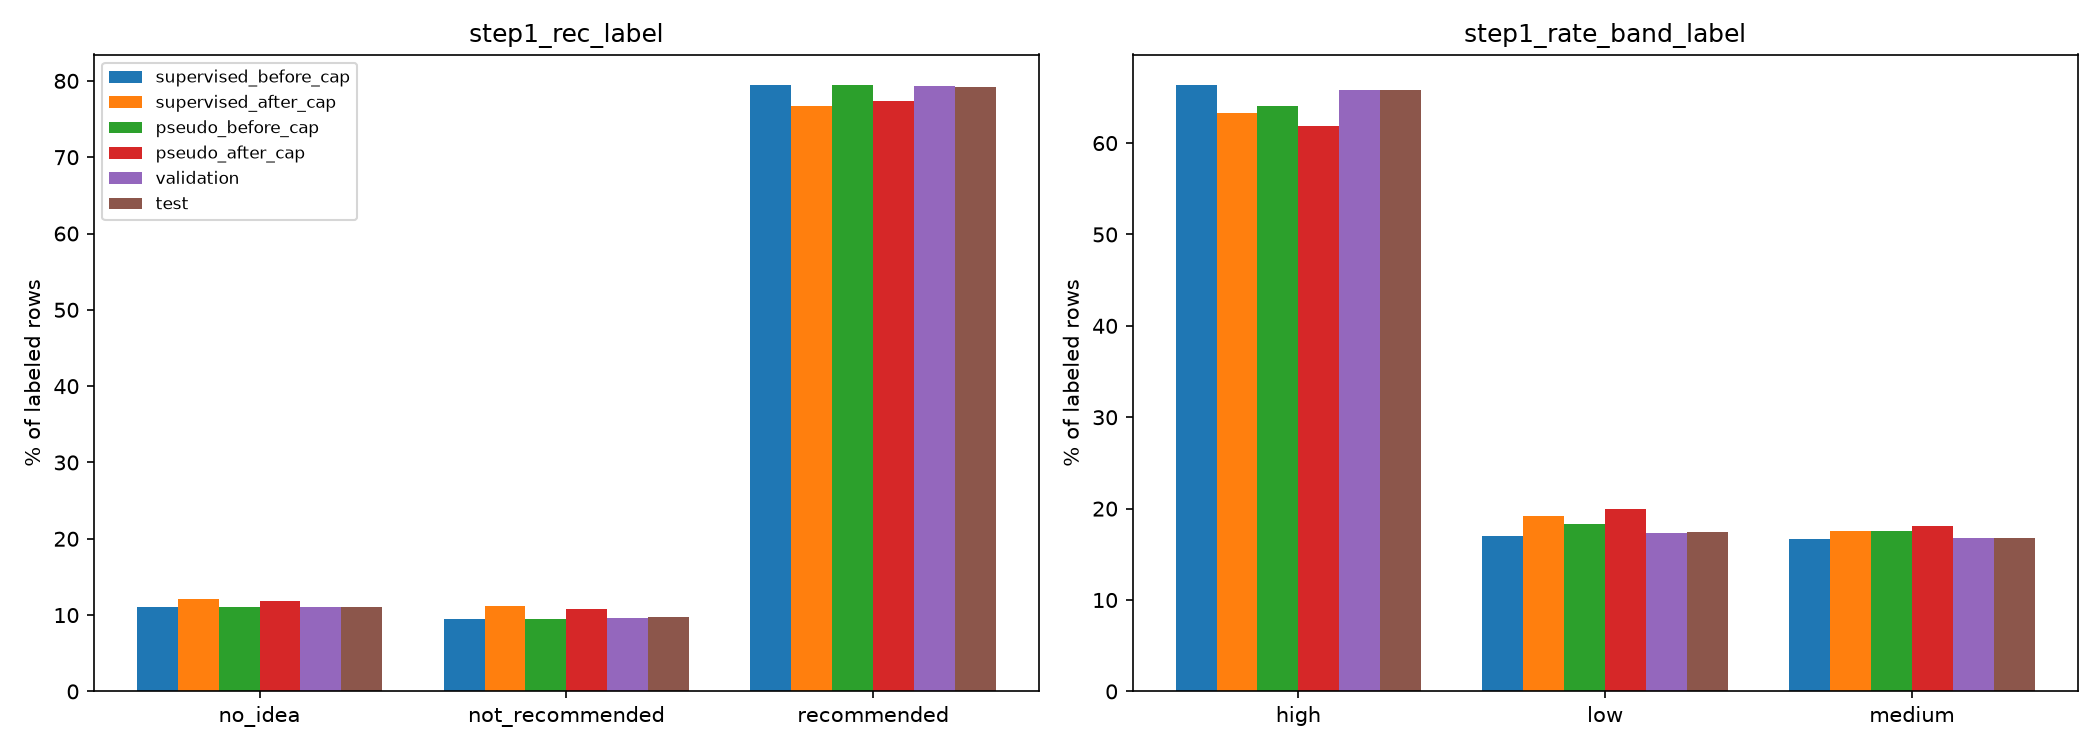 step1_rec_label
supervised_before_cap
supervised_after_cap
pseudo_before_cap
pseudo_after_cap
validation
test
% of labeled rows
80
70
60
50
40
30
20
10
0
no_idea
not_recommended
recommended
step1_rate_band_label
% of labeled rows
60
50
40
30
20
10
0
high
low
medium